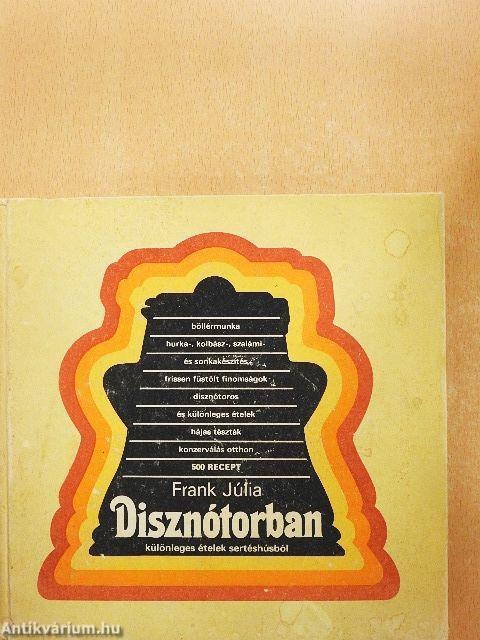 böllérmunka
hurka-, kolbász-, szalámi-
és sonkakészítés
frissen füstölt finomságok
disznótoros
és különleges ételek
hájas tészták
konzerválás otthon
500 RECEPT
Frank Júlia
Disznótorban
különleges ételek sertéshúsból
Antikvárium.hu